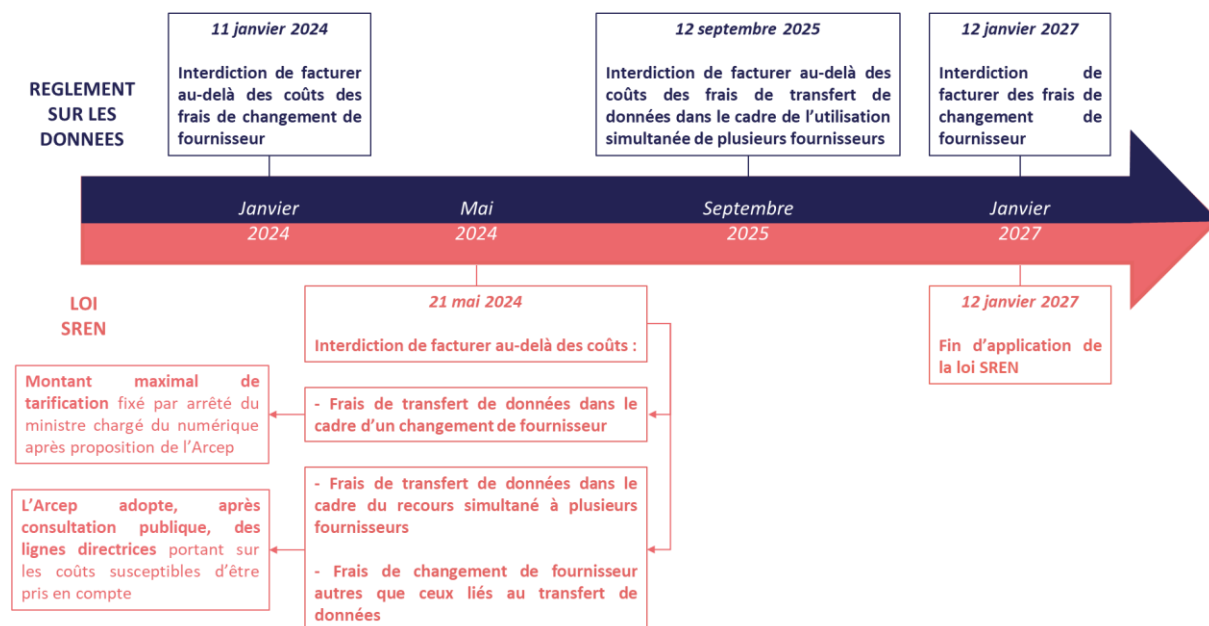 11 janvier 2024
Interdiction de facturer
au-delà des coûts des
frais de changement de
fournisseur
12 septembre 2025
Interdiction de facturer au-delà des
coûts des frais de transfert de
données dans le cadre de l'utilisation
simultanée de plusieurs fournisseurs
12 janvier 2027
Interdiction de
facturer des frais de
changement de
fournisseur
REGLEMENT
SUR LES
DONNEES
Janvier
2024
Mai
2024
Septembre
2025
Janvier
2027
LOI
SREN
21 mai 2024
Interdiction de facturer au-delà des coûts :
12 janvier 2027
Fin d'application de
la loi SREN
Montant maximal de
tarification fixé par arrêté du
ministre chargé du numérique
après proposition de l'Arcep
- Frais de transfert de données dans le
cadre d'un changement de fournisseur
L'Arcep adopte, après
consultation publique, des
lignes directrices portant sur
les coûts susceptibles d'être
pris en compte
- Frais de transfert de données dans le
cadre du recours simultané à plusieurs
fournisseurs
- Frais de changement de fournisseur
autres que ceux liés au transfert de
données